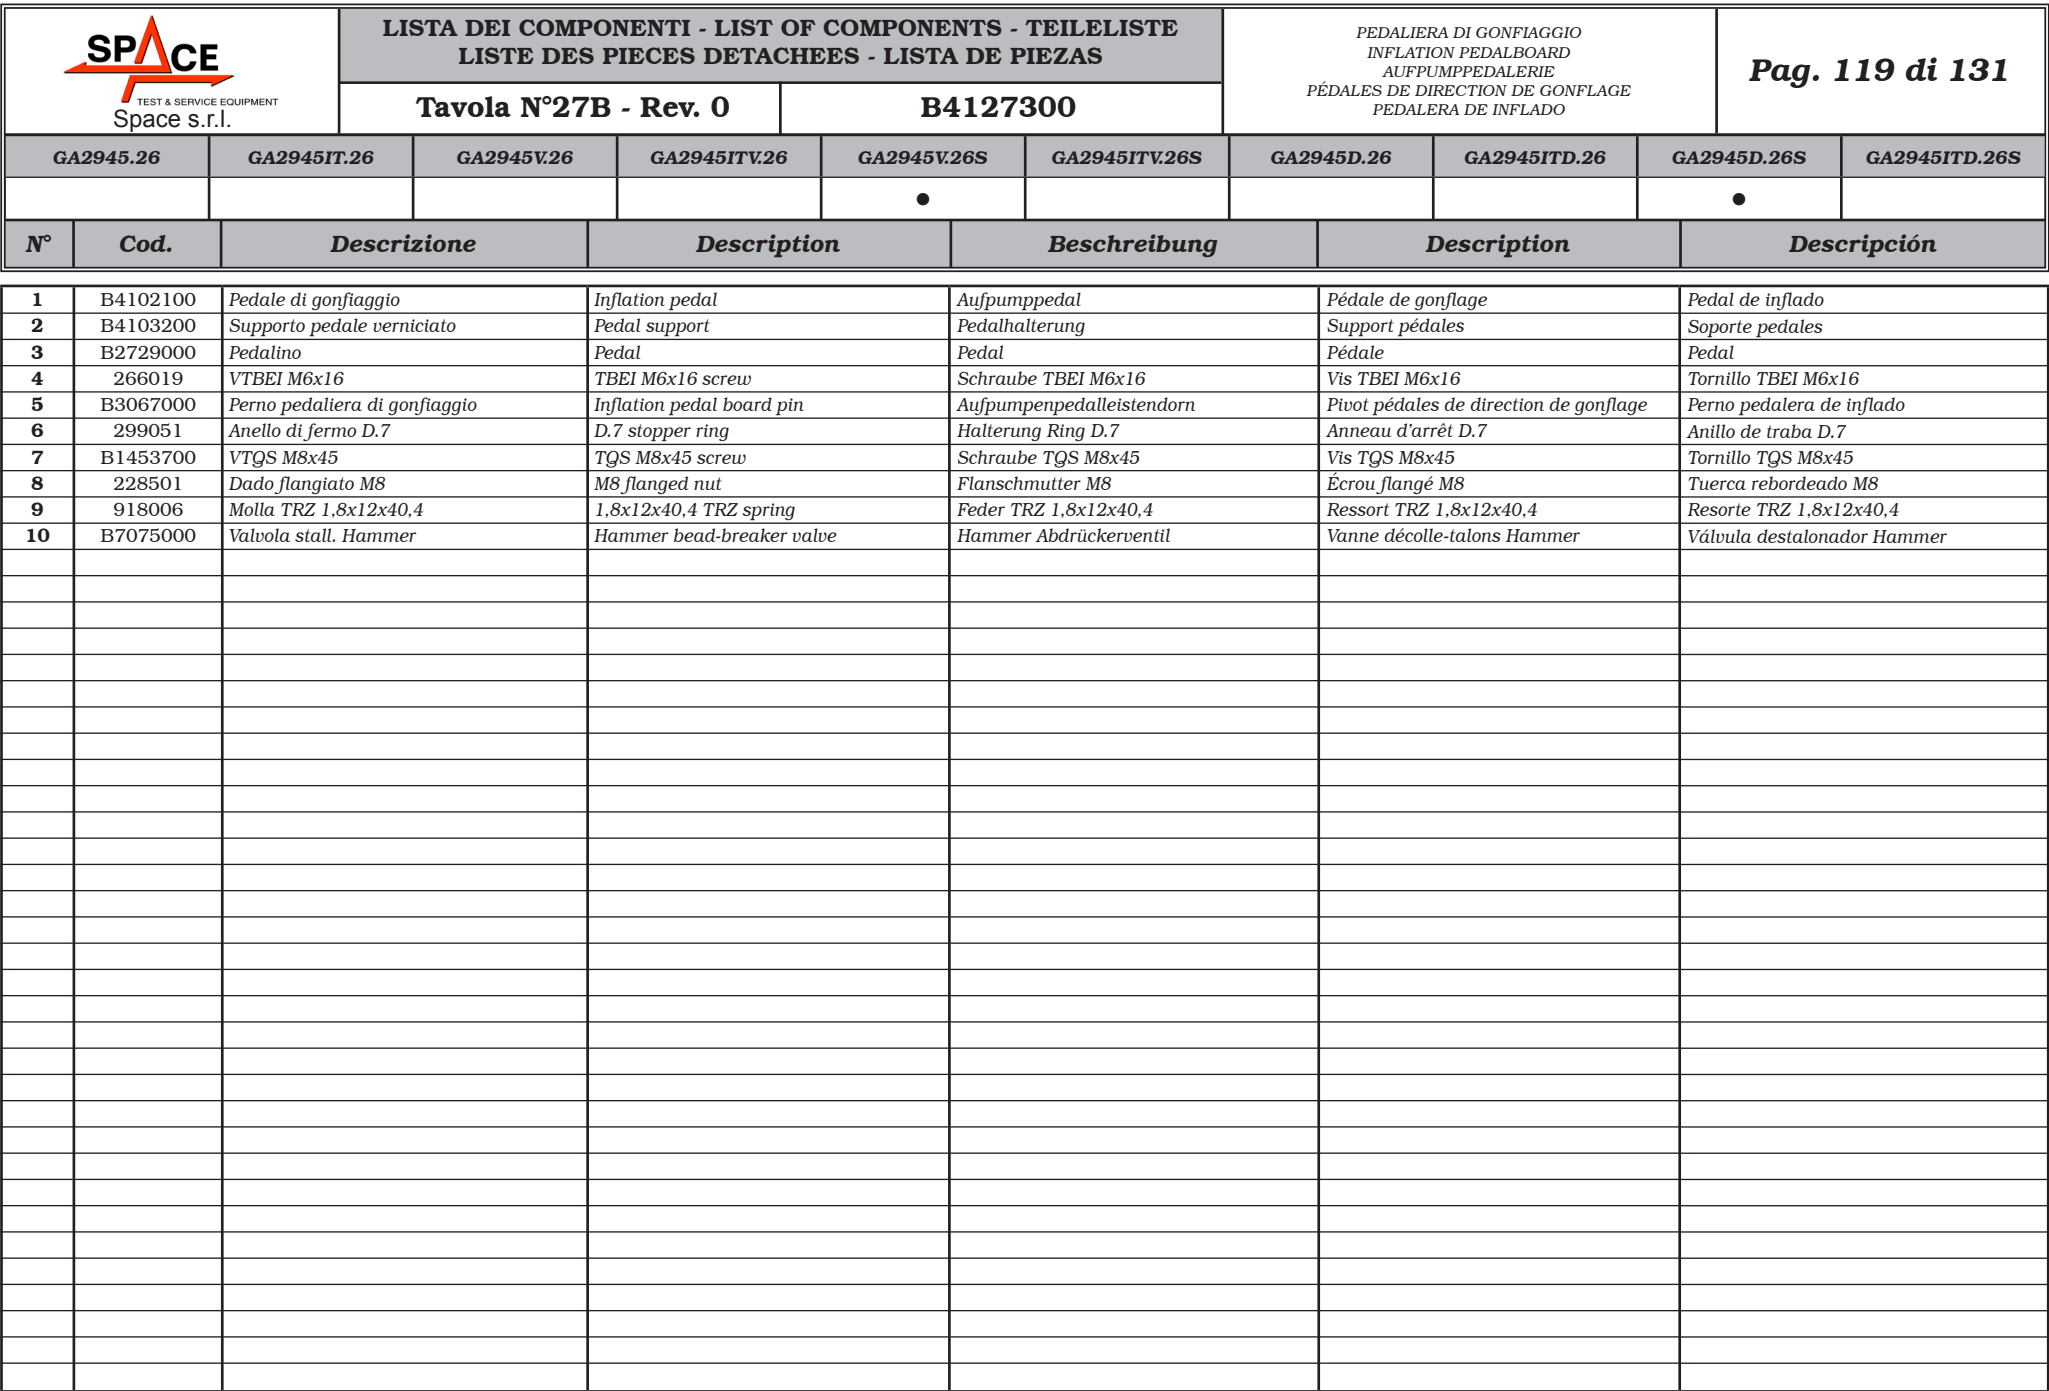 SPACE
TEST & SERVICE EQUIPMENT
Space s.r.l.
LISTA DEI COMPONENTI - LIST OF COMPONENTS - TEILELISTE
LISTE DES PIECES DETACHEES - LISTA DE PIEZAS
Tavola N°27B - Rev. 0 B4127300
PEDALIERA DI GONFIAGGIO
INFLATION PEDALBOARD
AUFPUMPPEDALERIE
PÉDALES DE DIRECTION DE GONFLAGE
PEDALERA DE INFLADO
Pag. 119 di 131
GA2945.26 GA2945IT.26 GA2945V.26 GA2945ITV.26 GA2945V.26S GA2945ITV.26S GA2945D.26 GA2945ITD.26 GA2945D.26S GA2945ITD.26S
● ●
N° Cod. Descrizione Description Beschreibung Description Descripción
1 B4102100 Pedale di gonfiaggio Inflation pedal Aufpumppedal Pédale de gonflage Pedal de inflado
2 B4103200 Supporto pedale verniciato Pedal support Pedalhalterung Support pédales Soporte pedales
3 B2729000 Pedalino Pedal Pedal Pédale Pedal
4 266019 VTBEI M6x16 TBEI M6x16 screw Schraube TBEI M6x16 Vis TBEI M6x16 Tornillo TBEI M6x16
5 B3067000 Perno pedaliera di gonfiaggio Inflation pedal board pin Aufpumpenpedalleistendorn Pivot pédales de direction de gonflage Perno pedalera de inflado
6 299051 Anello di fermo D.7 D.7 stopper ring Halterung Ring D.7 Anneau d’arrêt D.7 Anillo de traba D.7
7 B1453700 VTQS M8x45 TQS M8x45 screw Schraube TQS M8x45 Vis TQS M8x45 Tornillo TQS M8x45
8 228501 Dado flangiato M8 M8 flanged nut Flanschmutter M8 Écrou flangé M8 Tuerca rebordeado M8
9 918006 Molla TRZ 1,8x12x40,4 1,8x12x40,4 TRZ spring Feder TRZ 1,8x12x40,4 Ressort TRZ 1,8x12x40,4 Resorte TRZ 1,8x12x40,4
10 B7075000 Valvola stall. Hammer Hammer bead-breaker valve Hammer Abdrückerventil Vanne décolle-talons Hammer Válvula destalonador Hammer